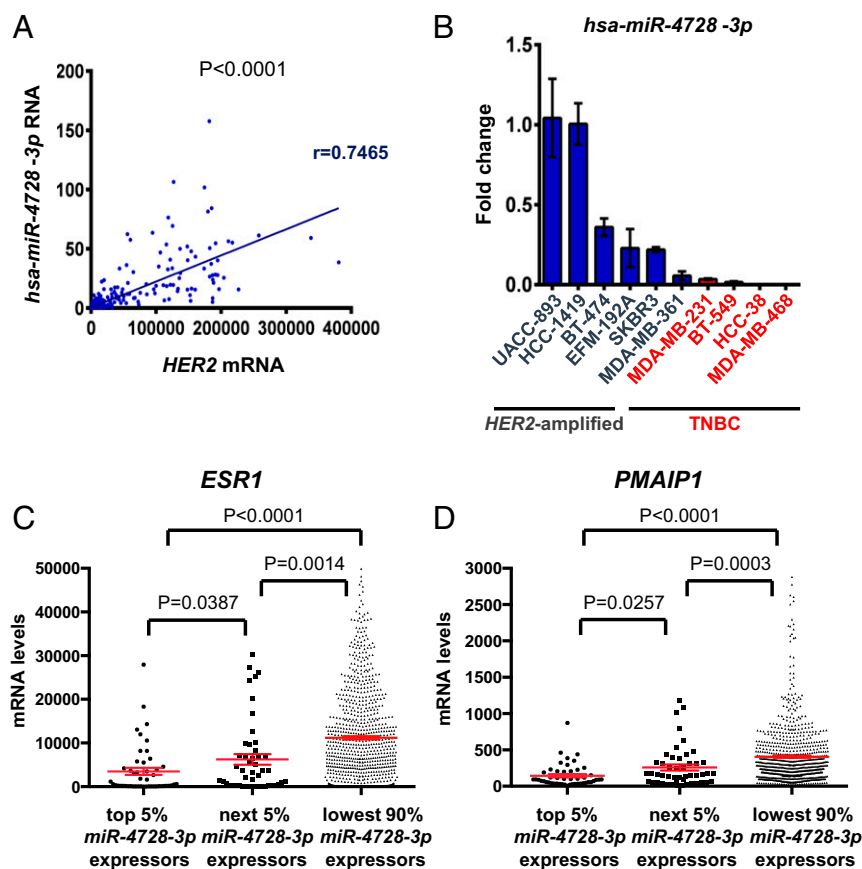 A
P<0.0001
hsa-miR-4728 -3p RNA
200
150
100
50
0
r=0.7465
0
100000
200000
300000
400000
HER2 mRNA
B
hsa-miR-4728 -3p
Fold change
1.5
1.0
0.5
0.0
UACC-893
HCC-1419
BT-474
EFM-192A
SKBR3
MDA-MB-361
MDA-MB-231
BT-549
HCC-38
MDA-MB-468
HER2-amplified
TNBC
C
ESR1
P<0.0001
P=0.0014
P=0.0387
mRNA levels
50000
40000
30000
20000
10000
0
top 5%
miR-4728-3p
expressors
next 5%
miR-4728-3p
expressors
lowest 90%
miR-4728-3p
expressors
D
PMAIP1
P<0.0001
P=0.0003
P=0.0257
mRNA levels
3000
2500
2000
1500
1000
500
0
top 5%
miR-4728-3p
expressors
next 5%
miR-4728-3p
expressors
lowest 90%
miR-4728-3p
expressors